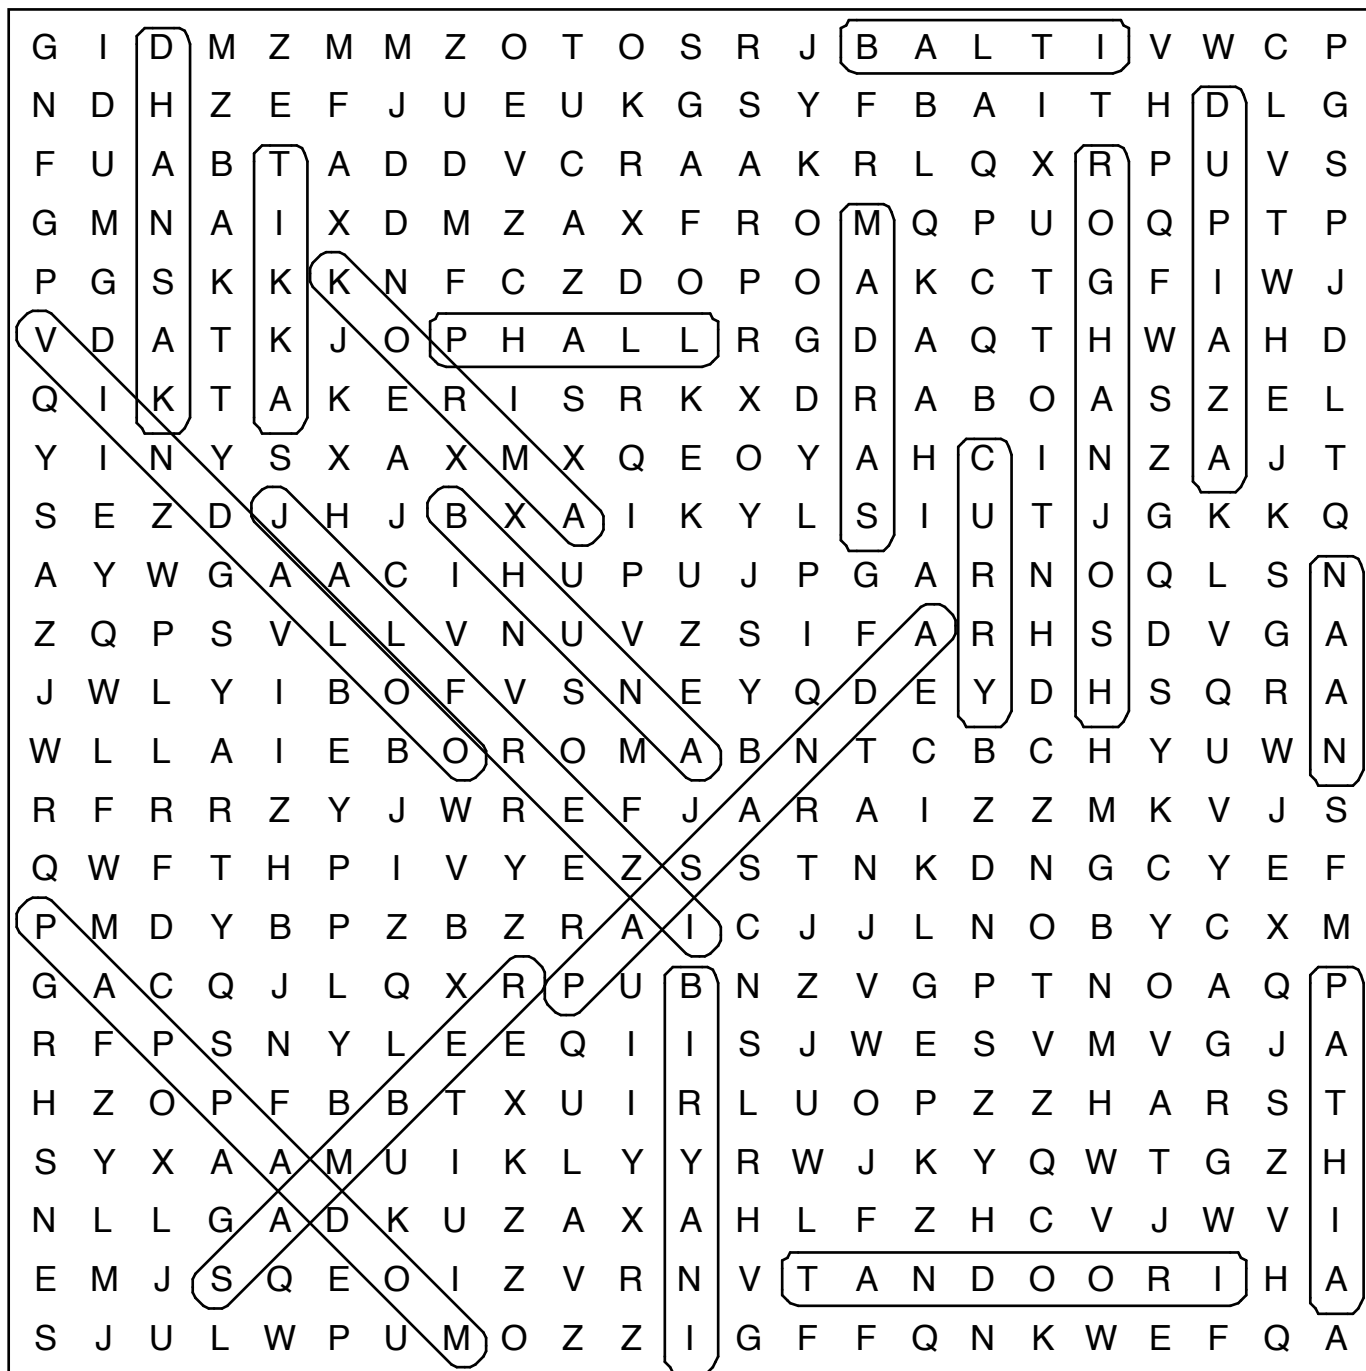 G I D M Z M M Z O T O S R J B A L T I V W C P
N D H Z E F J U E U K G S Y F B A I T H D L G
F U A B T A D D V C R A A K R L Q X R P U V S
G M N A I X D M Z A X F R O M Q P U O Q P T P
P G S K K K N F C Z D O P O A K C T G F I W J
V D A T K J O P H A L L R G D A Q T H W A H D
Q I K T A K E R I S R K X D R A B O A S Z E L
Y I N Y S X A X M X Q E O Y A H C I N Z A J T
S E Z D J H J B X A I K Y L S I U T J G K K Q
A Y W G A A C I H U P U J P G A R N O Q L S N
Z Q P S V L L V N U V Z S I F A R H S D V G A
J W L Y I B O F V S N E Y Q D E Y D H S Q R A
W L L A I E B O R O M A B N T C B C H Y U W N
R F R R Z Y J W R E F J A R A I Z Z M K V J S
Q W F T H P I V Y E Z S S T N K D N G C Y E F
P M D Y B P Z B Z R A I C J J L N O B Y C X M
G A C Q J L Q X R P U B N Z V G P T N O A Q P
R F P S N Y L E E Q I I S J W E S V M V G J A
H Z O P F B B T X U I R L U O P Z Z H A R S T
S Y X A A M U I K L Y Y R W J K Y Q W T G Z H
N L L G A D K U Z A X A H L F Z H C V J W V I
E M J S Q E O I Z V R N V T A N D O O R I H A
S J U L W P U M O Z Z I G F F Q N K W E F Q A